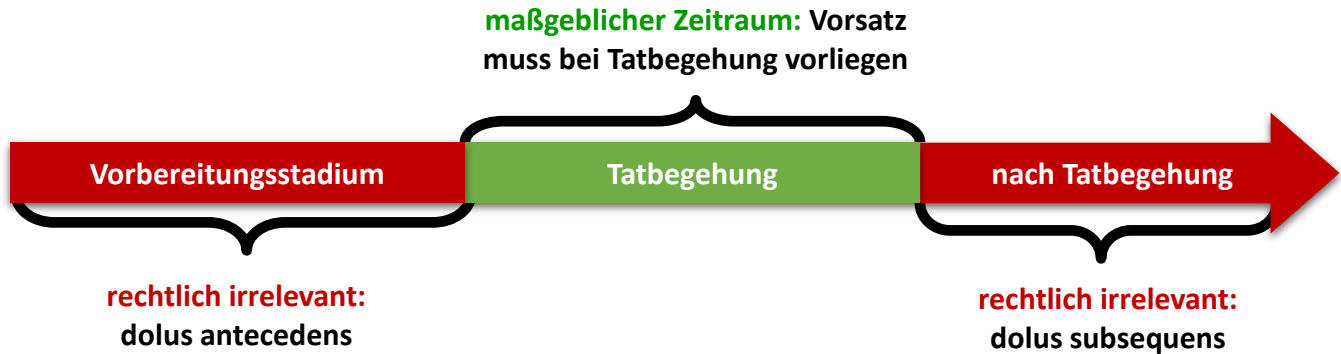 maßgeblicher Zeitraum: Vorsatz
muss bei Tatbegehung vorliegen
Vorbereitungsstadium
Tatbegehung
nach Tatbegehung
rechtlich irrelevant:
dolus antecedens
rechtlich irrelevant:
dolus subsequens